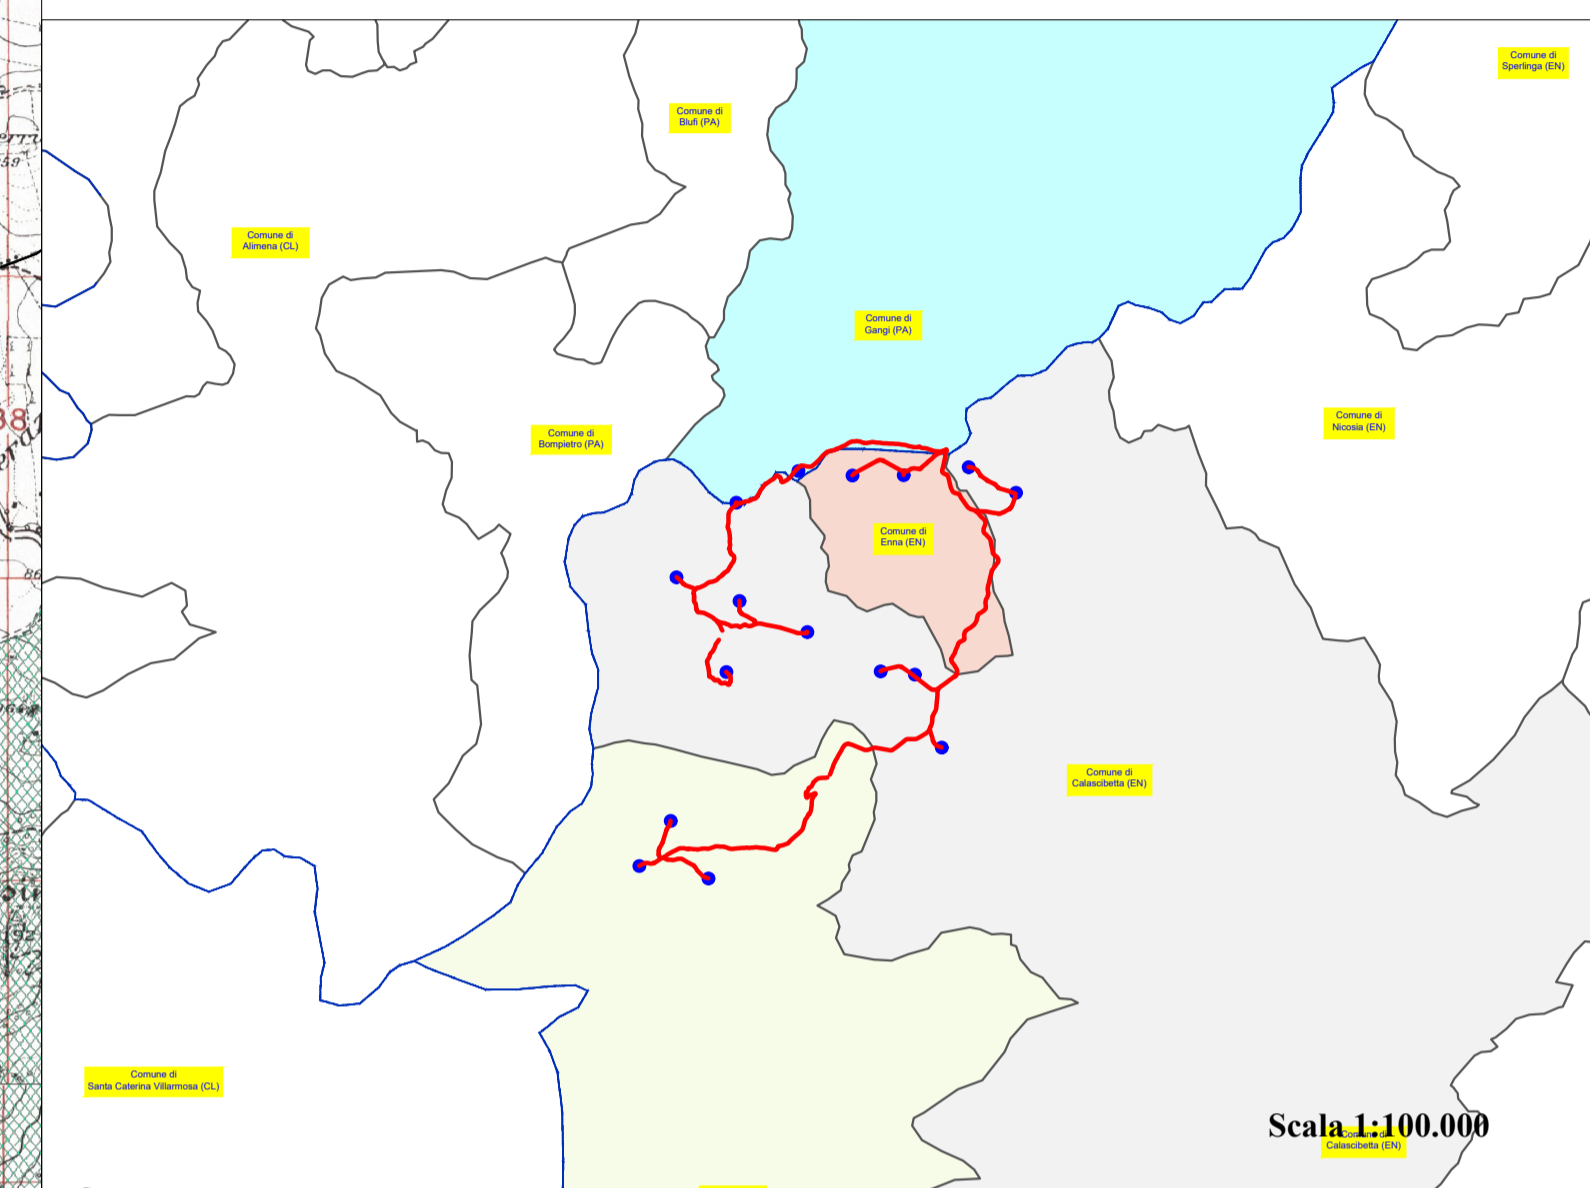 Comune di
Sperlinga (EN)
Comune di
Blufi (PA)
Comune di
Alimena (CL)
Comune di
Gangi (PA)
Comune di
Nicosia (EN)
Comune di
Bompietro (PA)
Comune di
Enna (EN)
Comune di
Calascibetta (EN)
Comune di
Santa Caterina Villarmosa (CL)
Scala 1:100.000
Comune di
Calascibetta (EN)